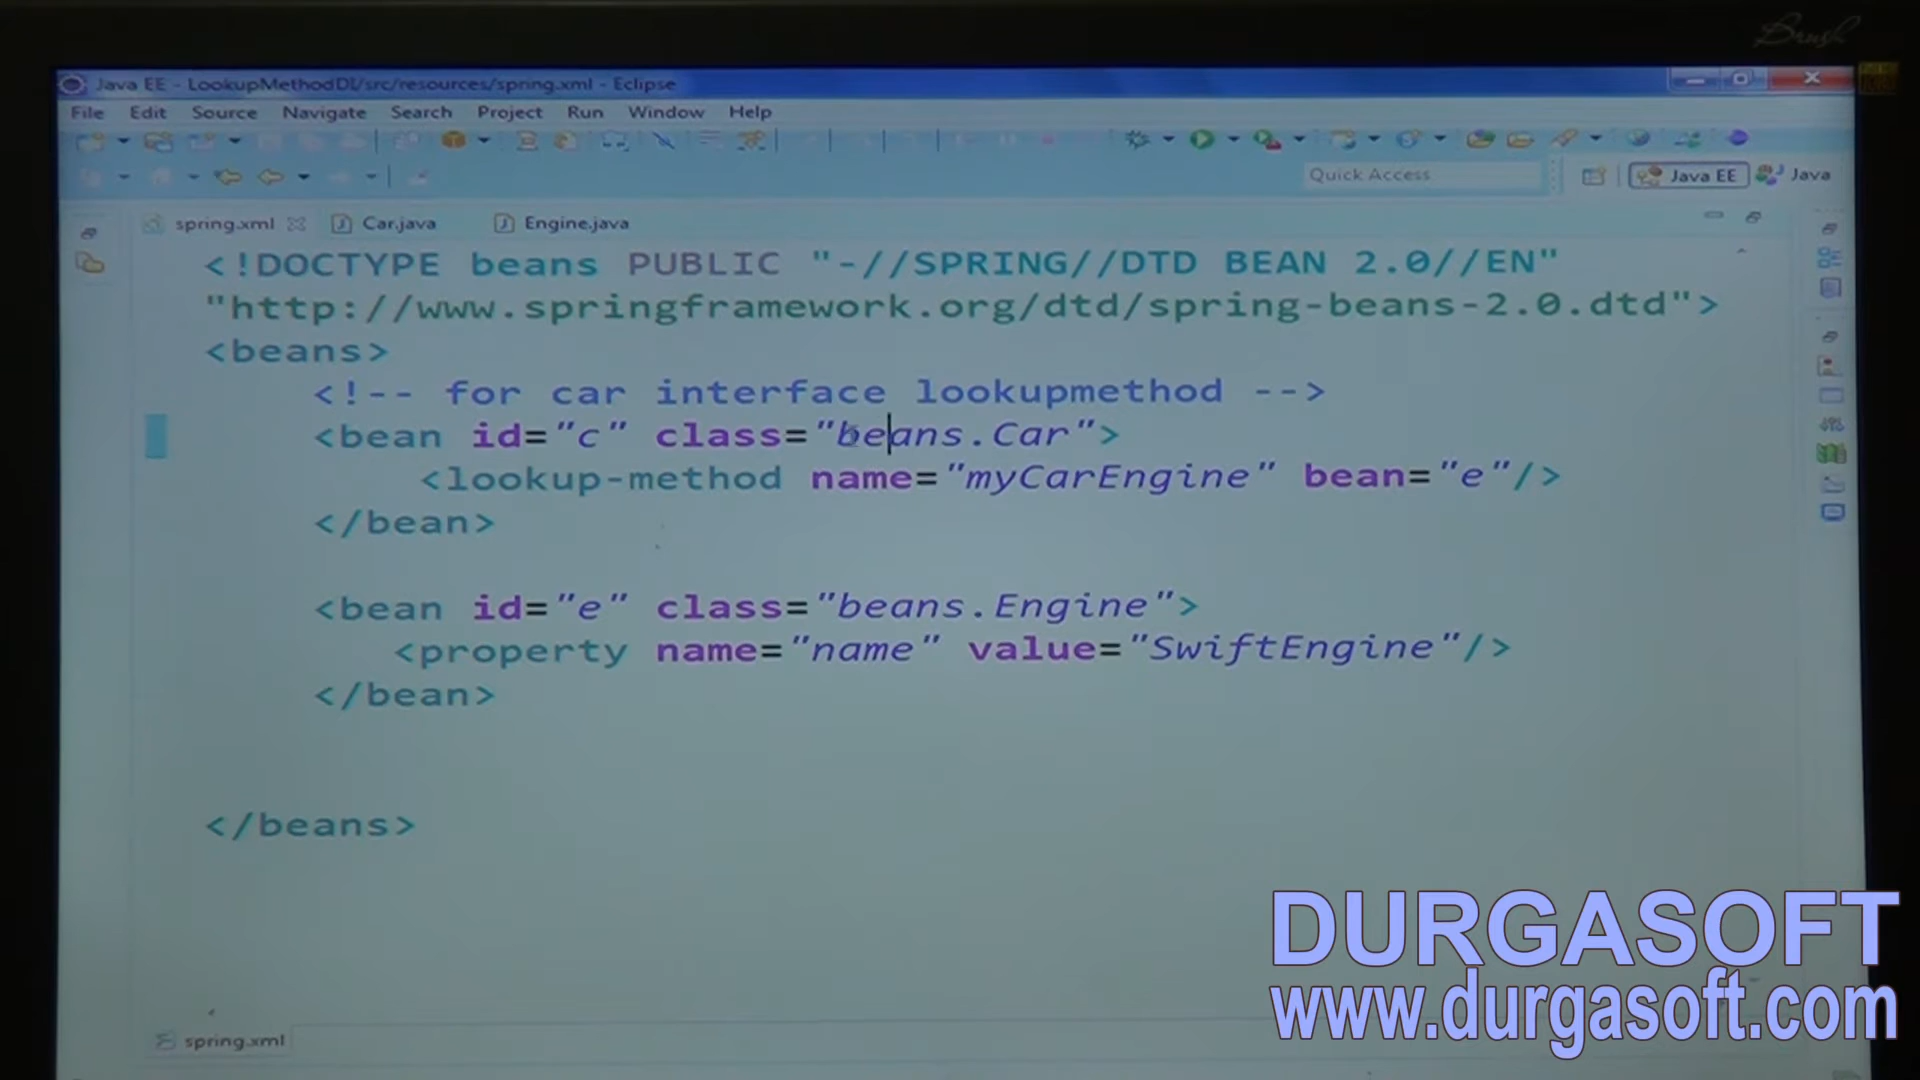 Brush
Java EE - LookupMethodDI/src/resources/spring.xml - Eclipse
File Edit Source Navigate Search Project Run Window Help
Quick Access
Java EE
Java
spring.xml
Car.java
Engine.java
<!DOCTYPE beans PUBLIC "-//SPRING//DTD BEAN 2.0//EN"
"http://www.springframework.org/dtd/spring-beans-2.0.dtd">
<beans>
<!-- for car interface lookupmethod -->
<bean id="c" class="beans.Car">
<lookup-method name="myCarEngine" bean="e"/>
</bean>
<bean id="e" class="beans.Engine">
<property name="name" value="SwiftEngine"/>
</bean>
</beans>
spring.xml
DURGASOFT
www.durgasoft.com